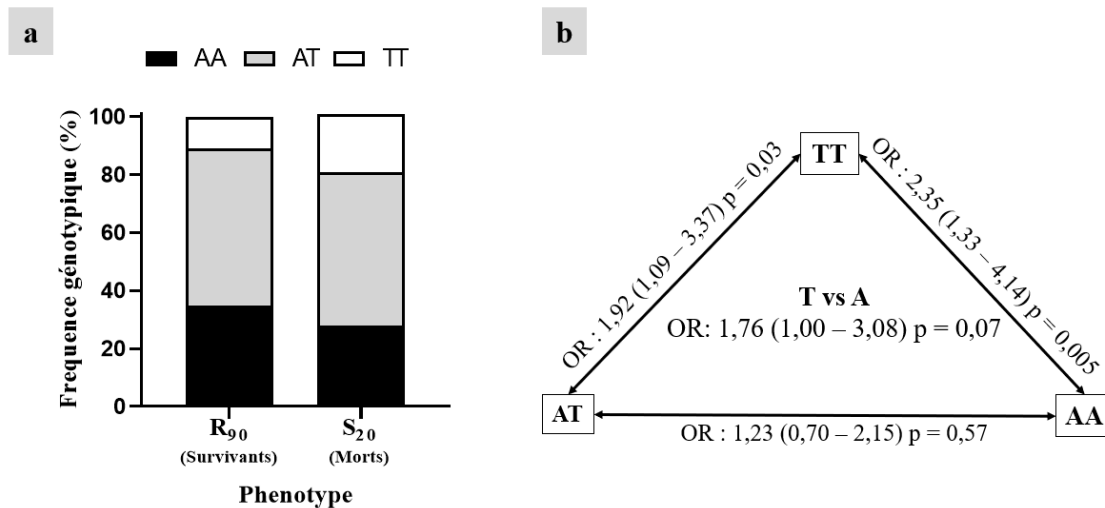 a
AA AT TT
Frequence génotypique (%)
100
80
60
40
20
0
R₉₀ S₂₀
(Survivants) (Morts)
Phenotype
b
TT
OR : 1,92 (1,09 – 3,37) p = 0,03
OR : 2,35 (1,33 – 4,14) p = 0,005
T vs A
OR: 1,76 (1,00 – 3,08) p = 0,07
AT AA
OR : 1,23 (0,70 – 2,15) p = 0,57